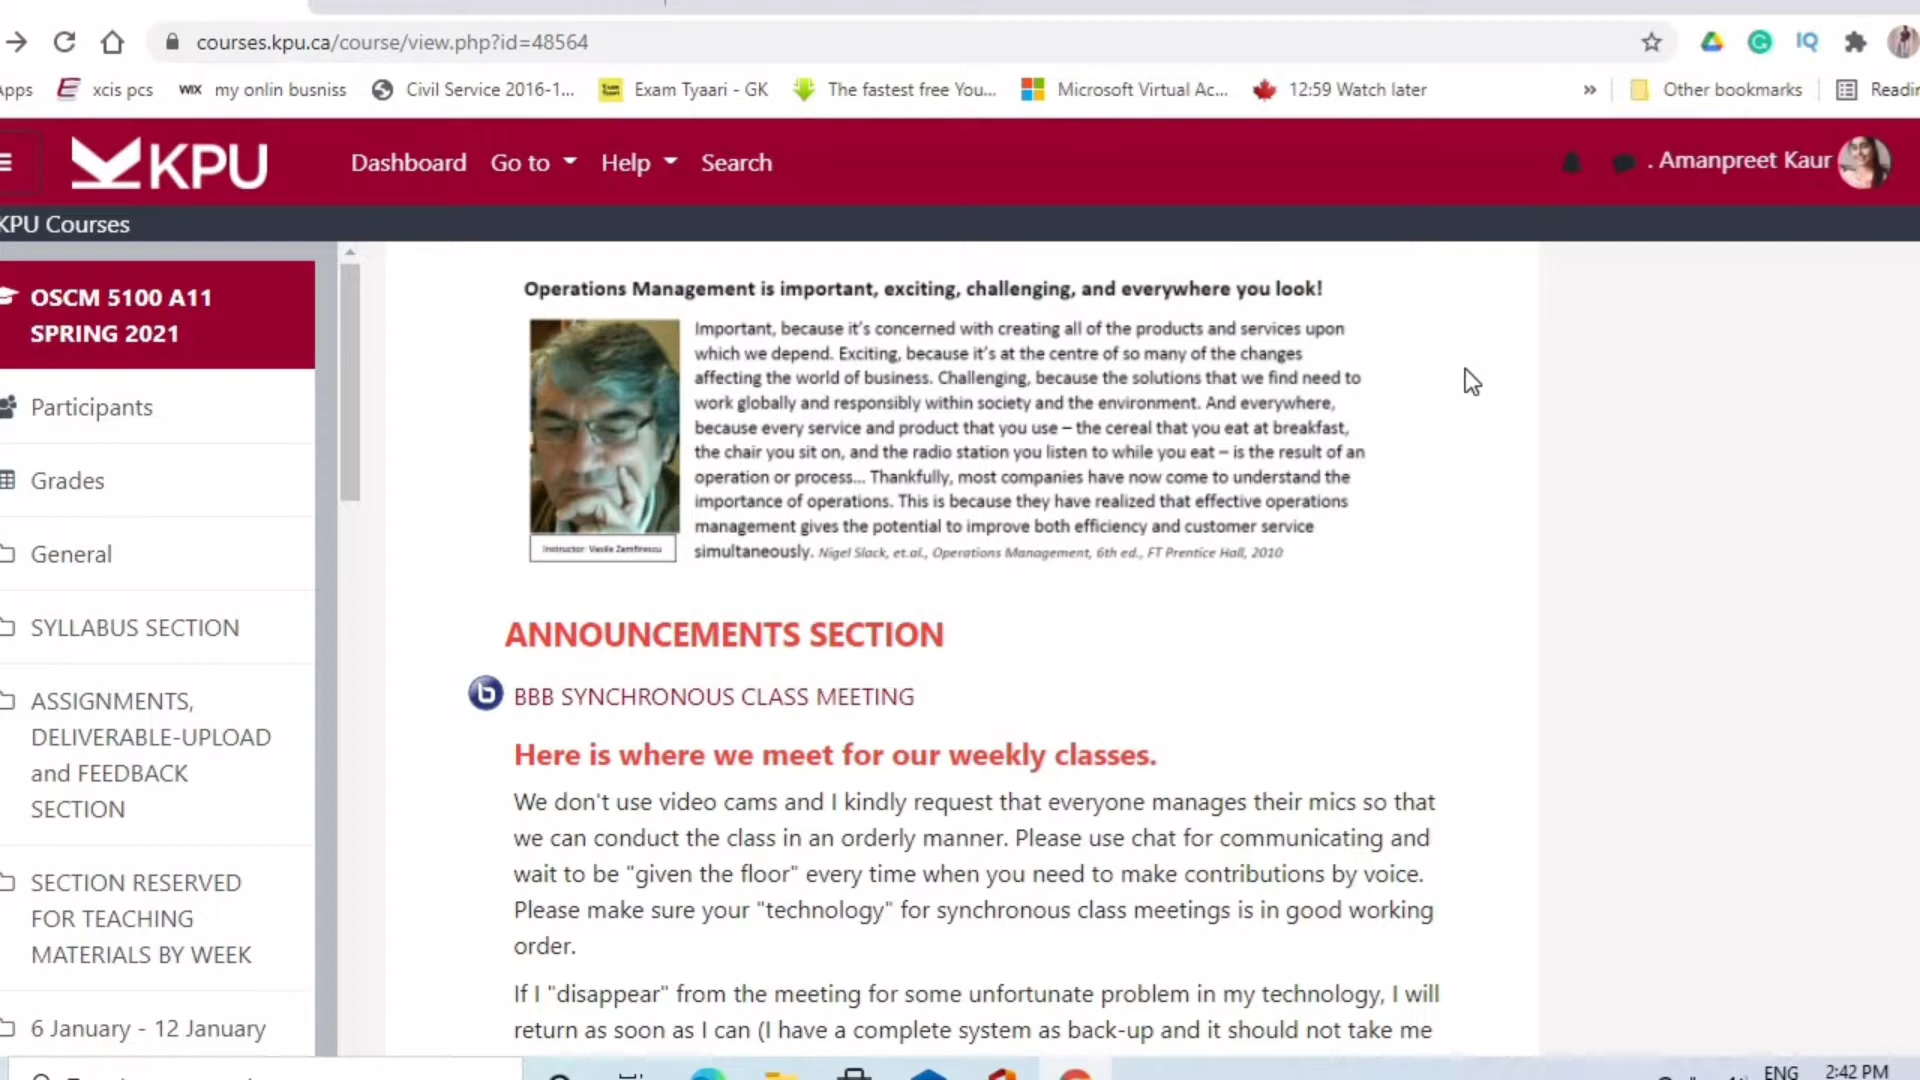 courses.kpu.ca/course/view.php?id=48564
xcis pcs
WIX my onlin busniss
Civil Service 2016-1...
Exam Tyaari - GK
The fastest free You...
Microsoft Virtual Ac...
12:59 Watch later
»
Other bookmarks
KPU
Dashboard
Go to
Help
Search
. Amanpreet Kaur
KPU Courses
OSCM 5100 A11
SPRING 2021
Participants
Grades
General
SYLLABUS SECTION
ASSIGNMENTS,
DELIVERABLE-UPLOAD
and FEEDBACK
SECTION
SECTION RESERVED
FOR TEACHING
MATERIALS BY WEEK
6 January - 12 January
Operations Management is important, exciting, challenging, and everywhere you look!
Important, because it's concerned with creating all of the products and services upon
which we depend. Exciting, because it's at the centre of so many of the changes
affecting the world of business. Challenging, because the solutions that we find need to
work globally and responsibly within society and the environment. And everywhere,
because every service and product that you use – the cereal that you eat at breakfast,
the chair you sit on, and the radio station you listen to while you eat – is the result of an
operation or process... Thankfully, most companies have now come to understand the
importance of operations. This is because they have realized that effective operations
management gives the potential to improve both efficiency and customer service
simultaneously. Nigel Slack, et.al., Operations Management, 6th ed., FT Prentice Hall, 2010
Instructor: Vasile Zamfirescu
ANNOUNCEMENTS SECTION
BBB SYNCHRONOUS CLASS MEETING
Here is where we meet for our weekly classes.
We don't use video cams and I kindly request that everyone manages their mics so that
we can conduct the class in an orderly manner. Please use chat for communicating and
wait to be "given the floor" every time when you need to make contributions by voice.
Please make sure your "technology" for synchronous class meetings is in good working
order.
If I "disappear" from the meeting for some unfortunate problem in my technology, I will
return as soon as I can (I have a complete system as back-up and it should not take me
ENG
2:42 PM